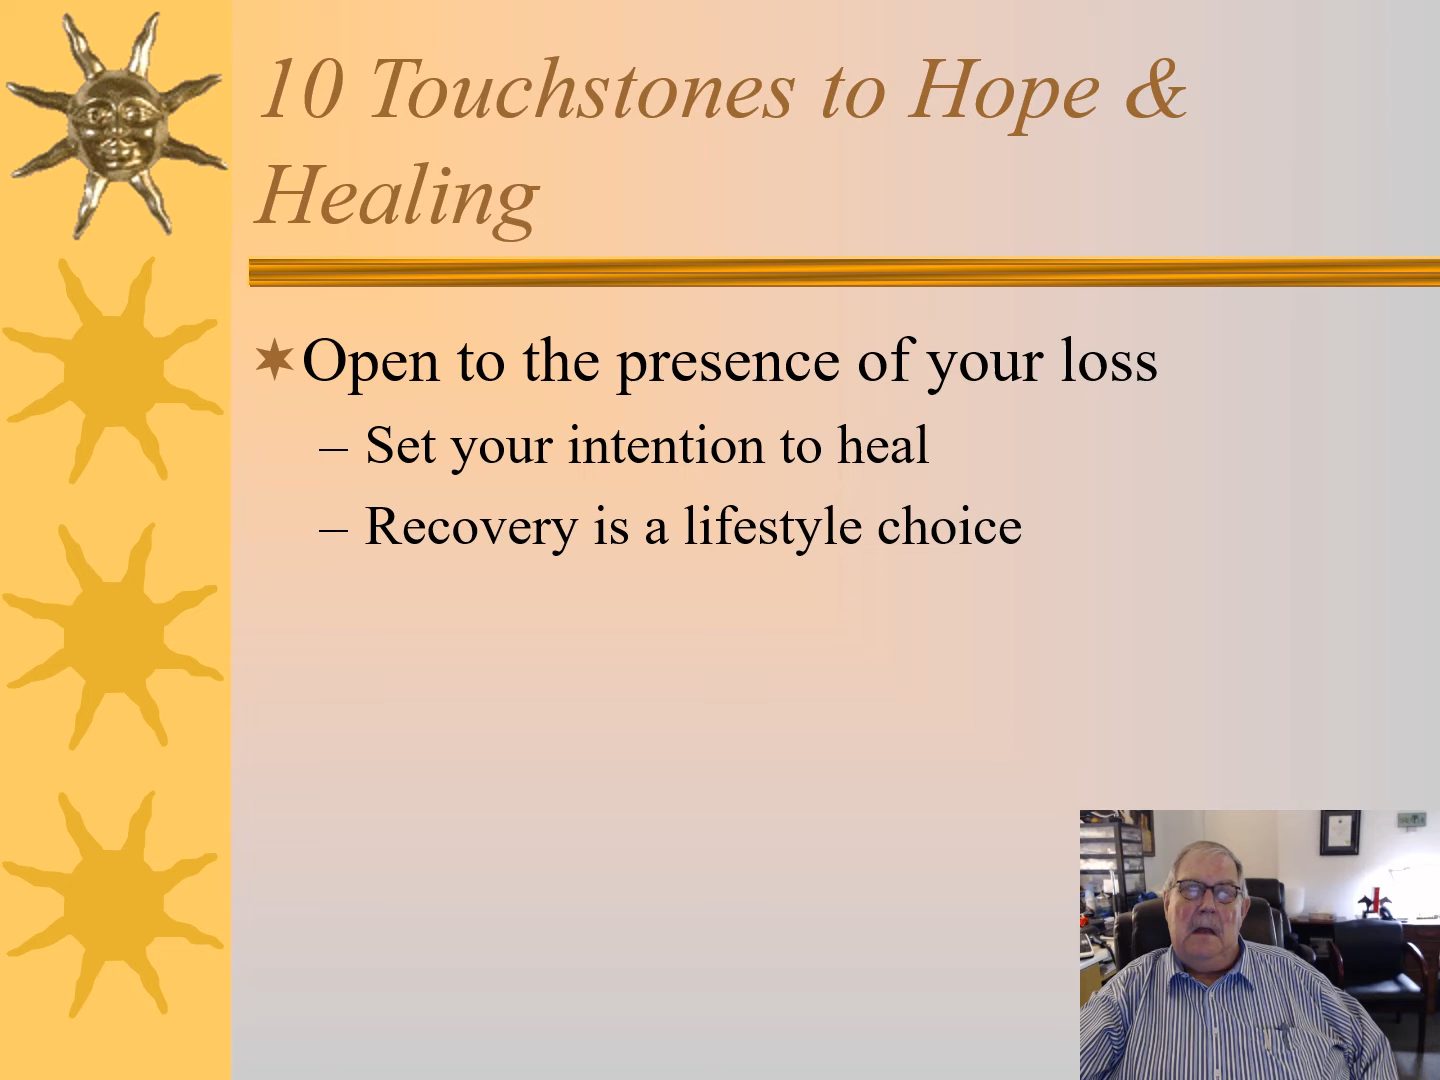 10 Touchstones to Hope &
Healing
Open to the presence of your loss
– Set your intention to heal
– Recovery is a lifestyle choice